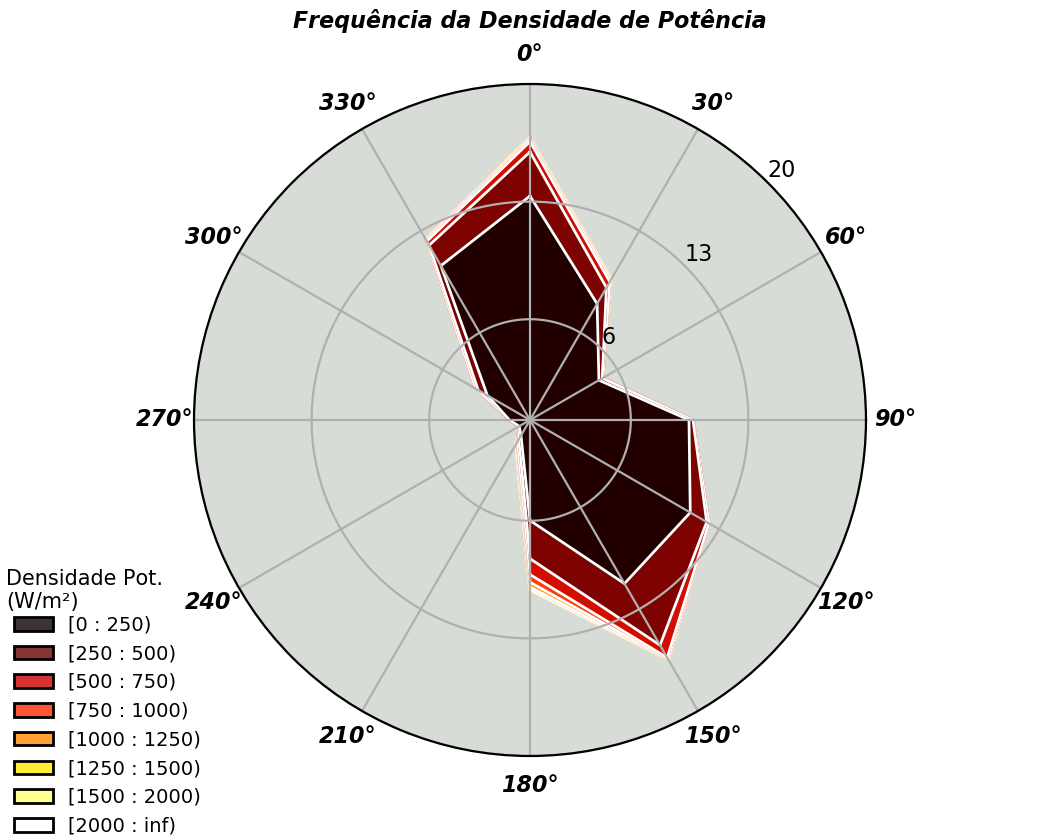 Frequência da Densidade de Potência
0°
330°
30°
20
300°
60°
13
6
270°
90°
240°
120°
210°
150°
180°
Densidade Pot.
(W/m²)
[0 : 250)
[250 : 500)
[500 : 750)
[750 : 1000)
[1000 : 1250)
[1250 : 1500)
[1500 : 2000)
[2000 : inf)